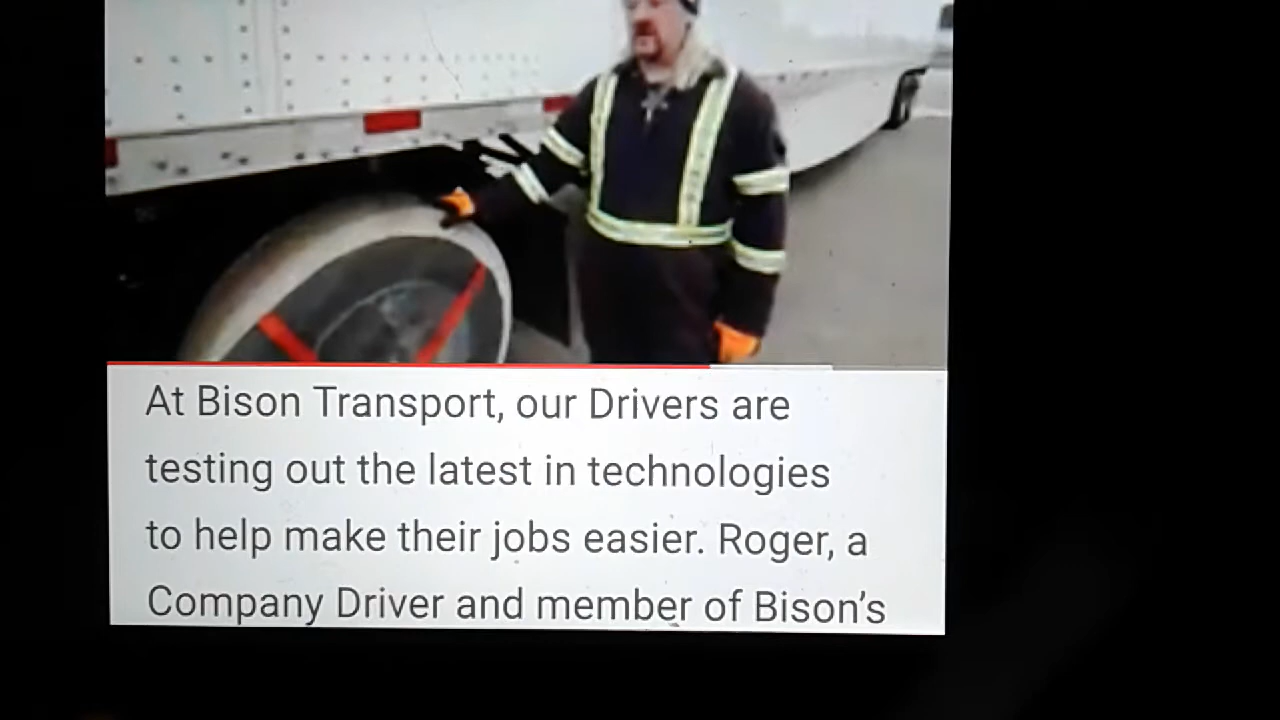 At Bison Transport, our Drivers are
testing out the latest in technologies
to help make their jobs easier. Roger, a
Company Driver and member of Bison's